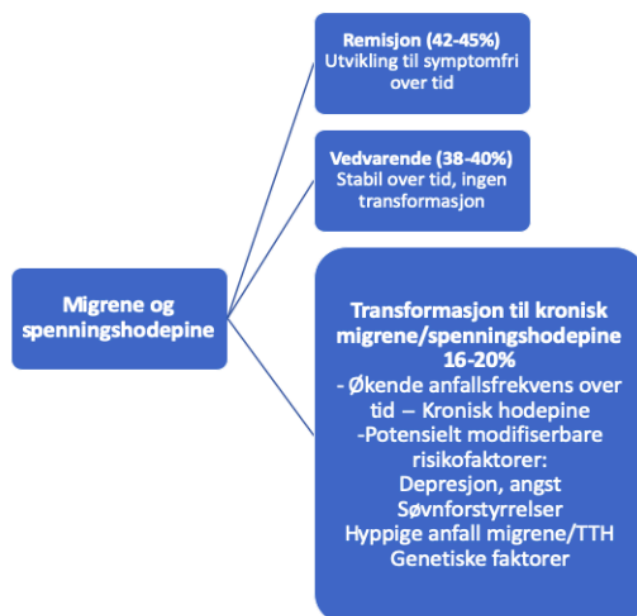 Remisjon (42-45%)
Utvikling til symptomfri
over tid
Vedvarende (38-40%)
Stabil over tid, ingen
transformasjon
Migrene og
spenningshodepine
Transformasjon til kronisk
migrene/spenningshodepine
16-20%
- Økende anfallsfrekvens over
tid – Kronisk hodepine
-Potensielt modifiserbare
risikofaktorer:
Depresjon, angst
Søvnforstyrrelser
Hyppige anfall migrene/TTH
Genetiske faktorer